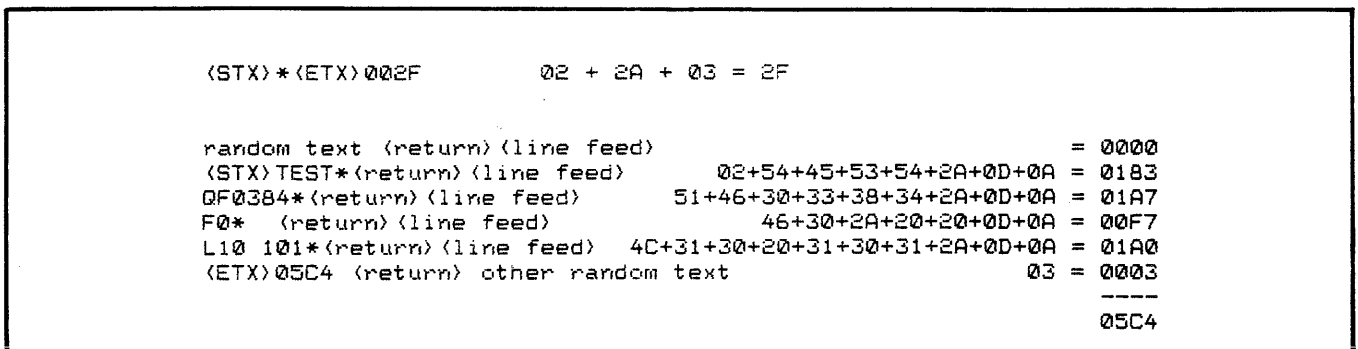 <STX>*<ETX>002F 02 + 2A + 03 = 2F
random text <return><line feed> = 0000
<STX>TEST*<return><line feed> 02+54+45+53+54+2A+0D+0A = 0183
QF0384*<return><line feed> 51+46+30+33+38+34+2A+0D+0A = 01A7
F0* <return><line feed> 46+30+2A+20+20+0D+0A = 00F7
L10 101*<return><line feed> 4C+31+30+20+31+30+31+2A+0D+0A = 01A0
<ETX>05C4 <return> other random text 03 = 0003
----
05C4